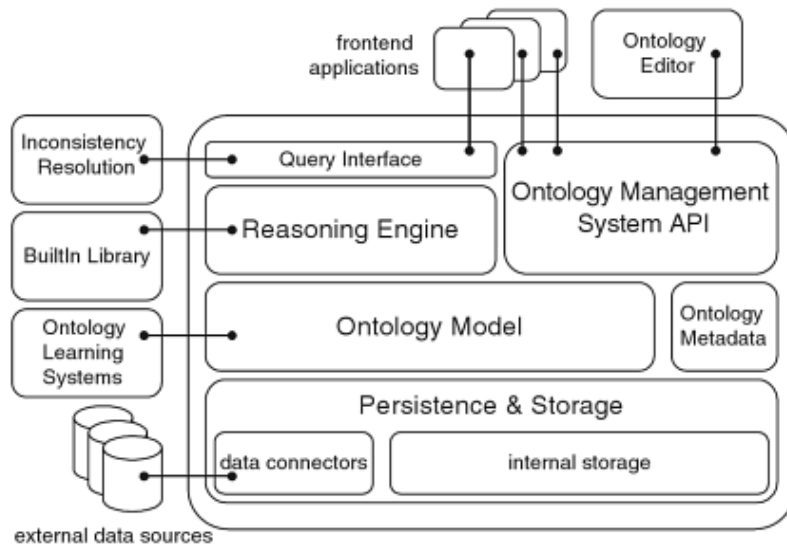 frontend
applications
Ontology
Editor
Inconsistency
Resolution
Query Interface
Ontology Management
System API
Reasoning Engine
BuiltIn Library
Ontology
Learning
Systems
Ontology Model
Ontology
Metadata
Persistence & Storage
data connectors
internal storage
external data sources